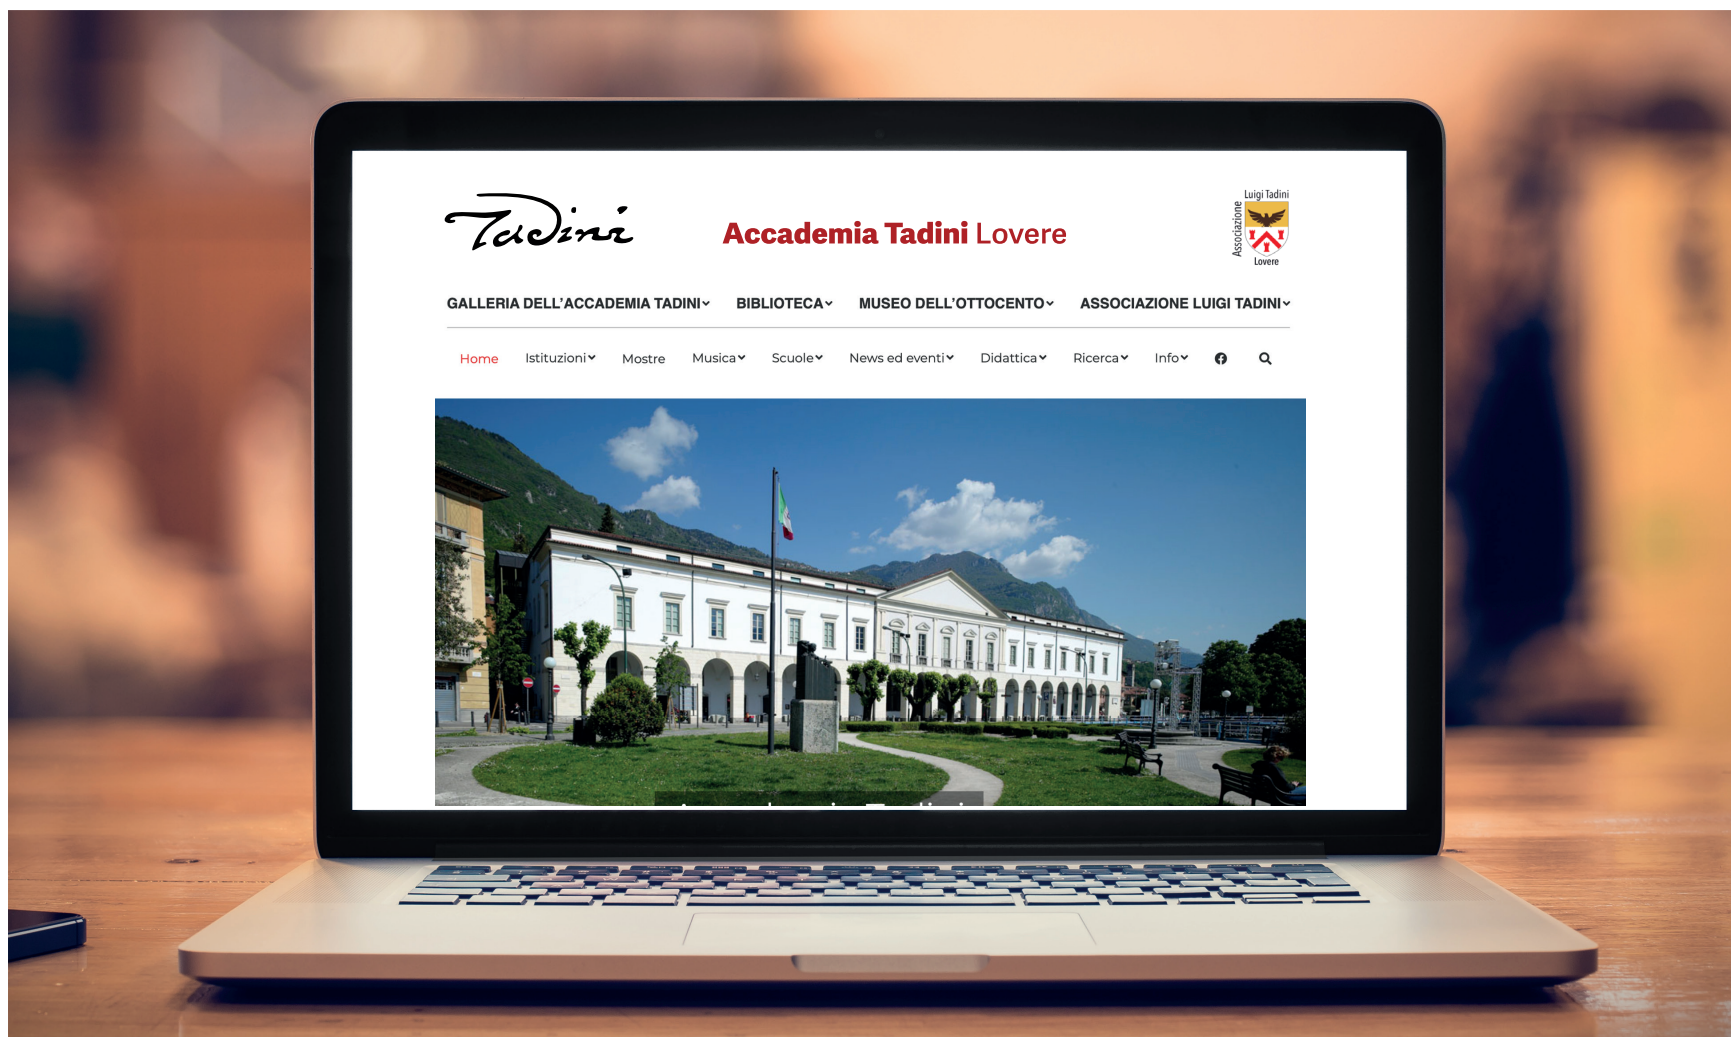 Tadini
Accademia Tadini Lovere
Luigi Tadini
Associazione
Lovere
GALLERIA DELL'ACCADEMIA TADINI BIBLIOTECA MUSEO DELL'OTTOCENTO ASSOCIAZIONE LUIGI TADINI
Home Istituzioni Mostre Musica Scuole News ed eventi Didattica Ricerca Info